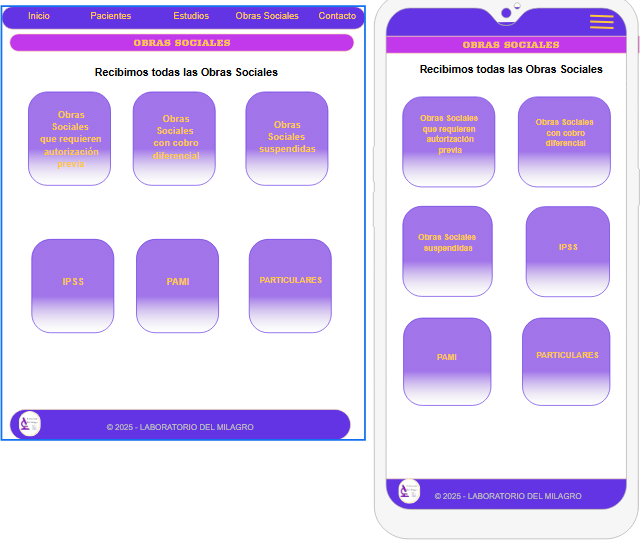 Inicio Pacientes Estudios Obras Sociales Contacto
OBRAS SOCIALES
Recibimos todas las Obras Sociales
Obras
Sociales
que requieren
autorización
previa
Obras
Sociales
con cobro
diferencial
Obras
Sociales
suspendidas
IPSS
PAMI
PARTICULARES
© 2025 - LABORATORIO DEL MILAGRO
OBRAS SOCIALES
Recibimos todas las Obras Sociales
Obras Sociales
que requieren
autorización
previa
Obras Sociales
con cobro
diferencial
Obras Sociales
suspendidas
IPSS
PAMI
PARTICULARES
© 2025 - LABORATORIO DEL MILAGRO